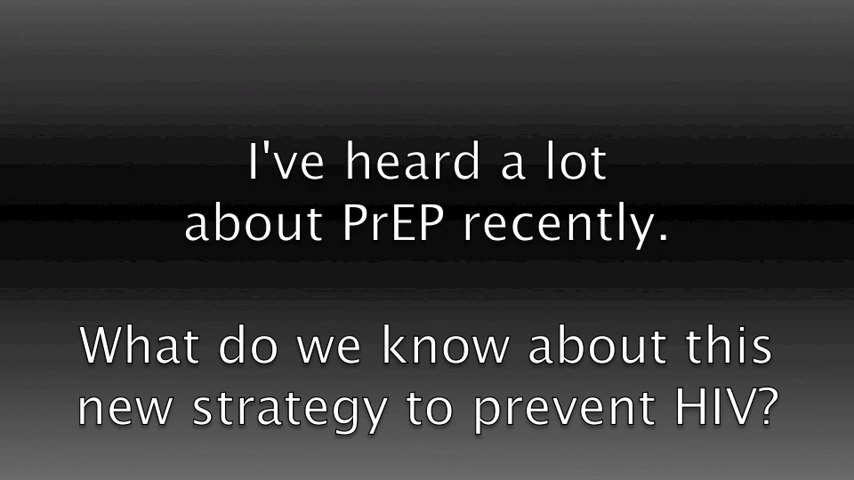 I've heard a lot
about PrEP recently.
What do we know about this
new strategy to prevent HIV?